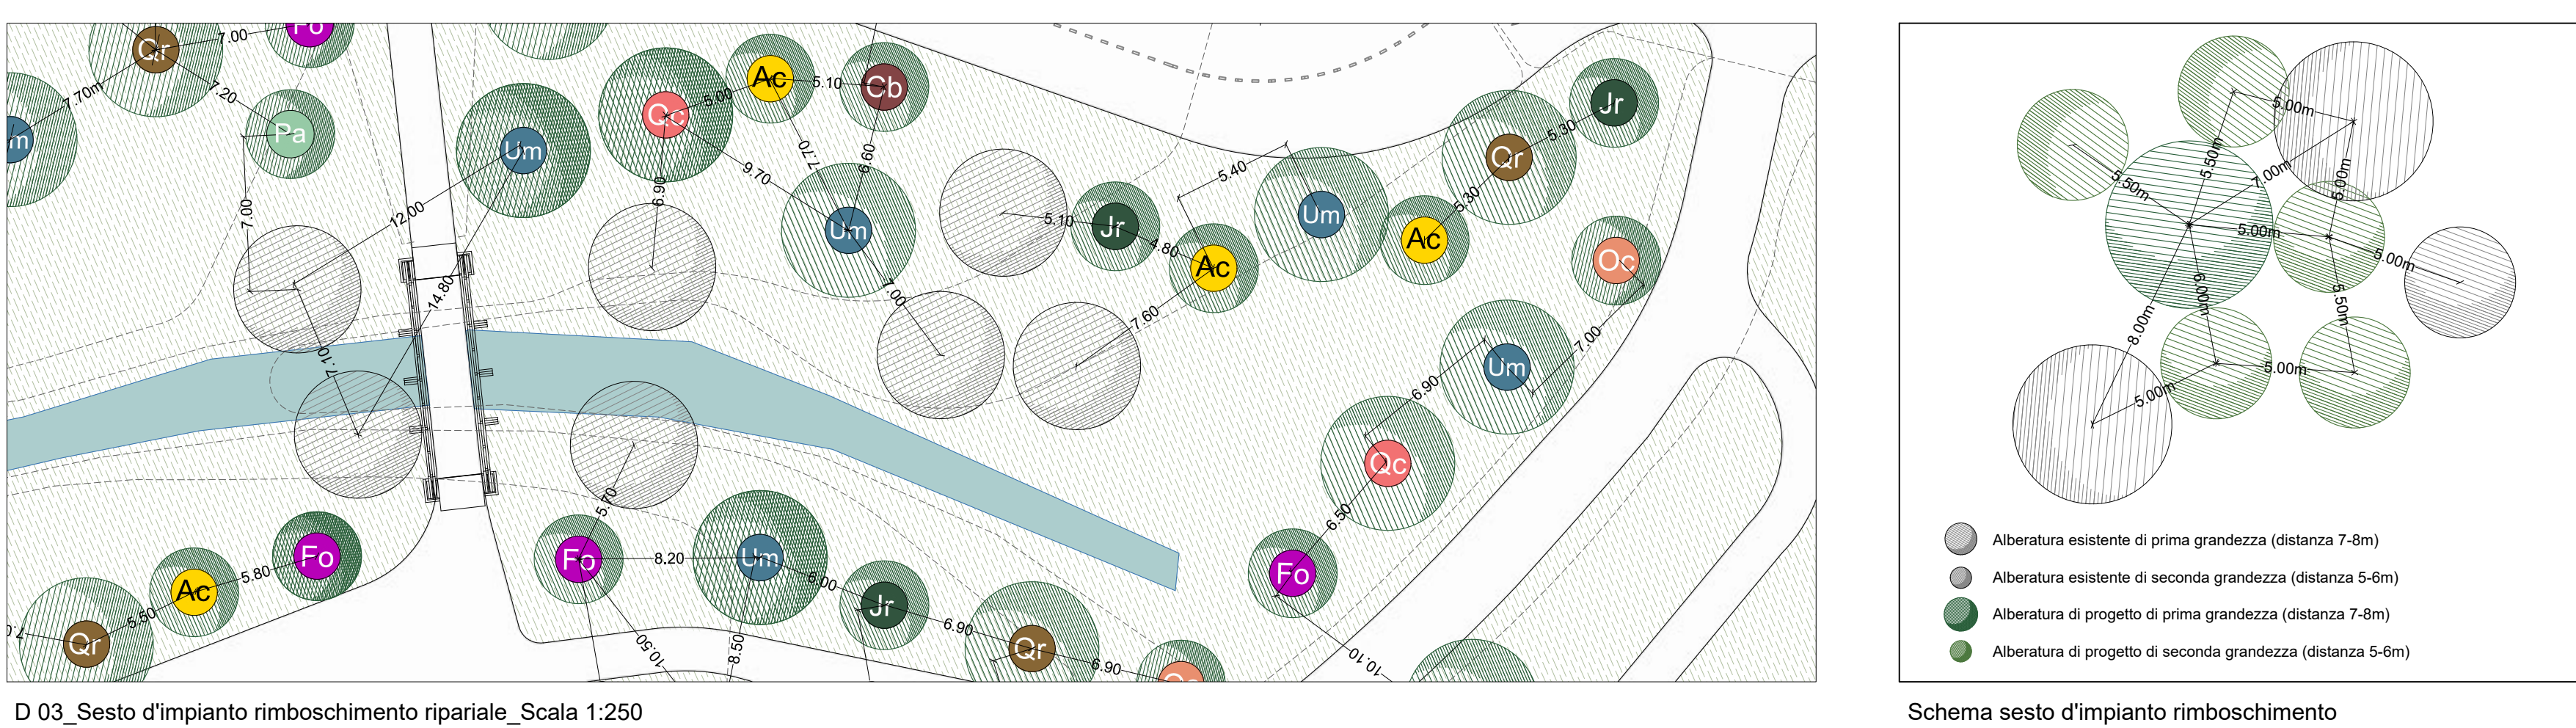 Qr
7.00
Fo
7.20
7.70m
m
Pa
7.00
12.00
Um
14.80
7.10
Qc
5.00
Ac
5.10
Cb
6.90
9.70
7.70
6.60
Um
7.00
5.10
Jr
4.80
Ac
7.60
5.40
Um
Ac
5.30
Qr
5.30
Jr
Oc
7.00
Um
6.90
Qc
6.50
Fo
10.10
Qr
5.50
Ac
5.80
Fo
Fo
5.70
8.20
Um
6.00
Jr
6.90
Qr
6.90
10.50
8.50
D 03_Sesto d'impianto rimboschimento ripariale_Scala 1:250
5.00m
5.50m
5.50m
7.00m
5.00m
5.00m
5.00m
6.00m
5.50m
8.00m
5.00m
5.00m
Alberatura esistente di prima grandezza (distanza 7-8m)
Alberatura esistente di seconda grandezza (distanza 5-6m)
Alberatura di progetto di prima grandezza (distanza 7-8m)
Alberatura di progetto di seconda grandezza (distanza 5-6m)
Schema sesto d'impianto rimboschimento